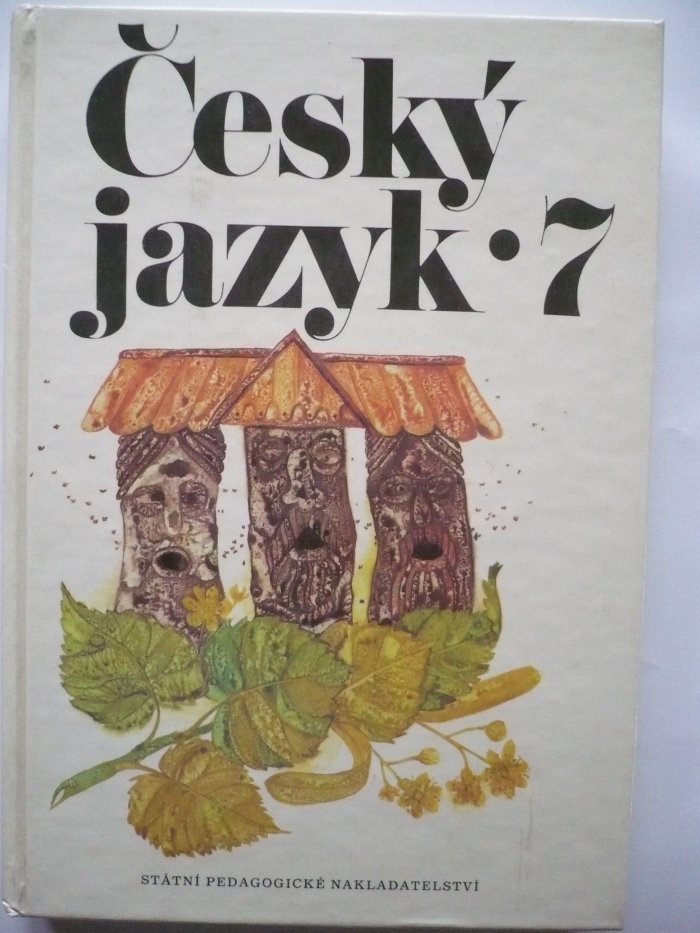 Český
jazyk·7
STÁTNÍ PEDAGOGICKÉ NAKLADATELSTVÍ